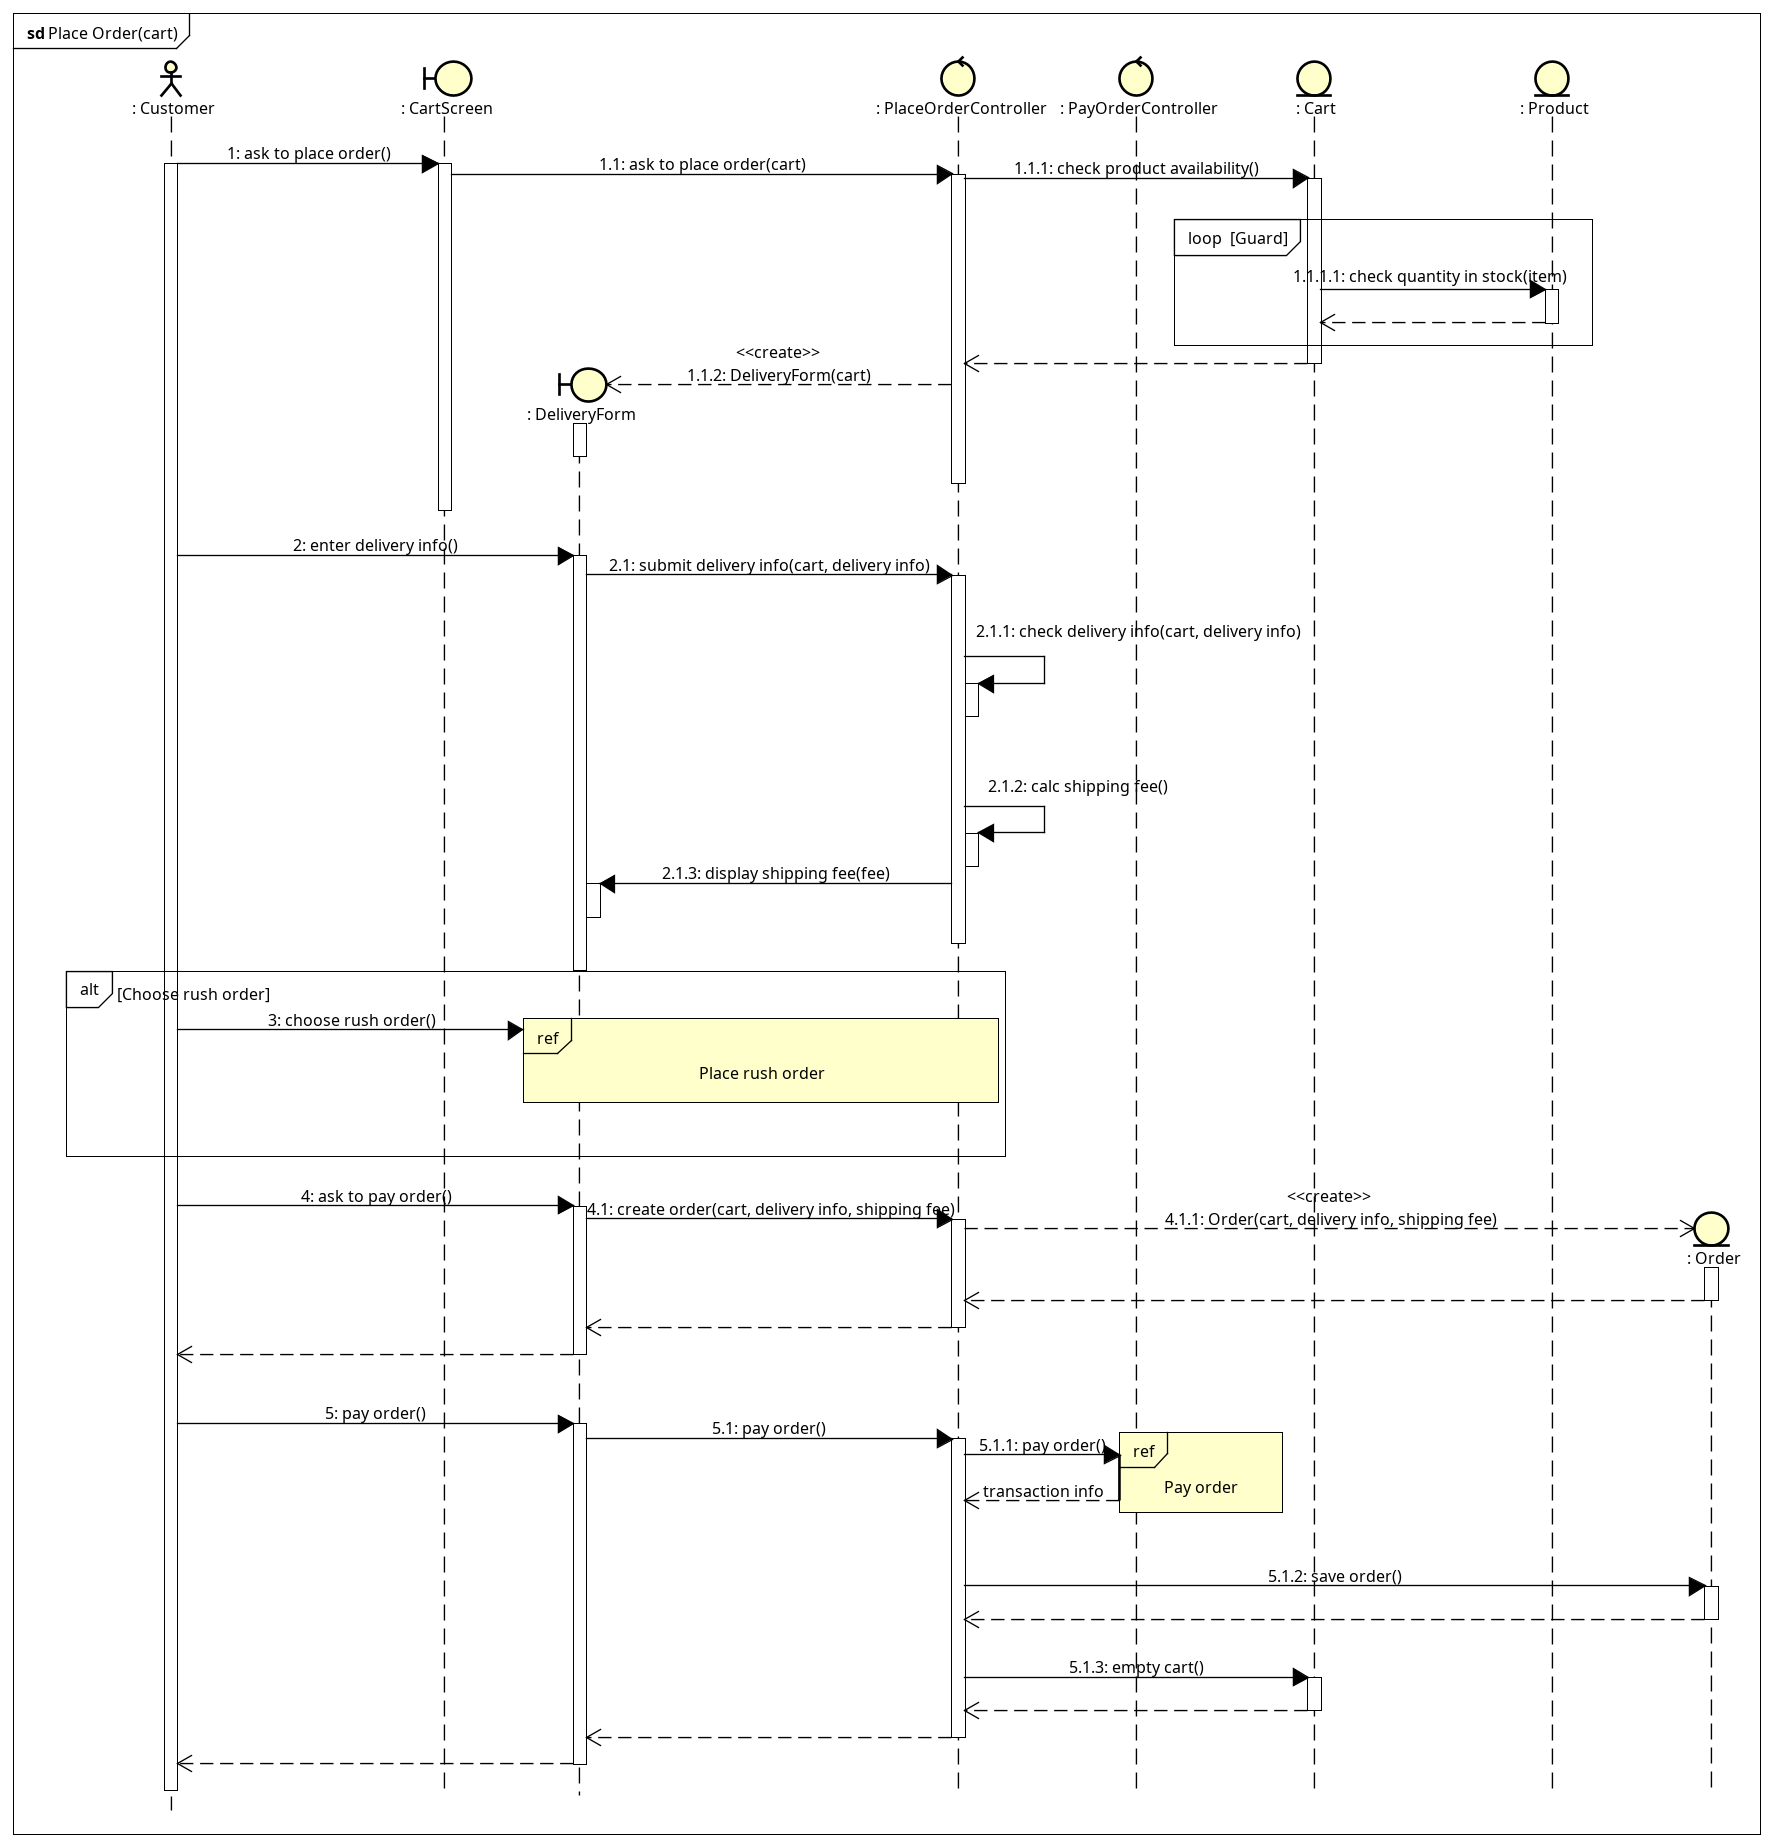 sd Place Order(cart)
: Customer
: CartScreen
: PlaceOrderController
: PayOrderController
: Cart
: Product
1: ask to place order()
1.1: ask to place order(cart)
1.1.1: check product availability()
loop [Guard]
1.1.1.1: check quantity in stock(item)
<<create>>
1.1.2: DeliveryForm(cart)
: DeliveryForm
2: enter delivery info()
2.1: submit delivery info(cart, delivery info)
2.1.1: check delivery info(cart, delivery info)
2.1.2: calc shipping fee()
2.1.3: display shipping fee(fee)
alt
[Choose rush order]
3: choose rush order()
ref
Place rush order
4: ask to pay order()
4.1: create order(cart, delivery info, shipping fee)
<<create>>
4.1.1: Order(cart, delivery info, shipping fee)
: Order
5: pay order()
5.1: pay order()
5.1.1: pay order()
ref
transaction info
Pay order
5.1.2: save order()
5.1.3: empty cart()